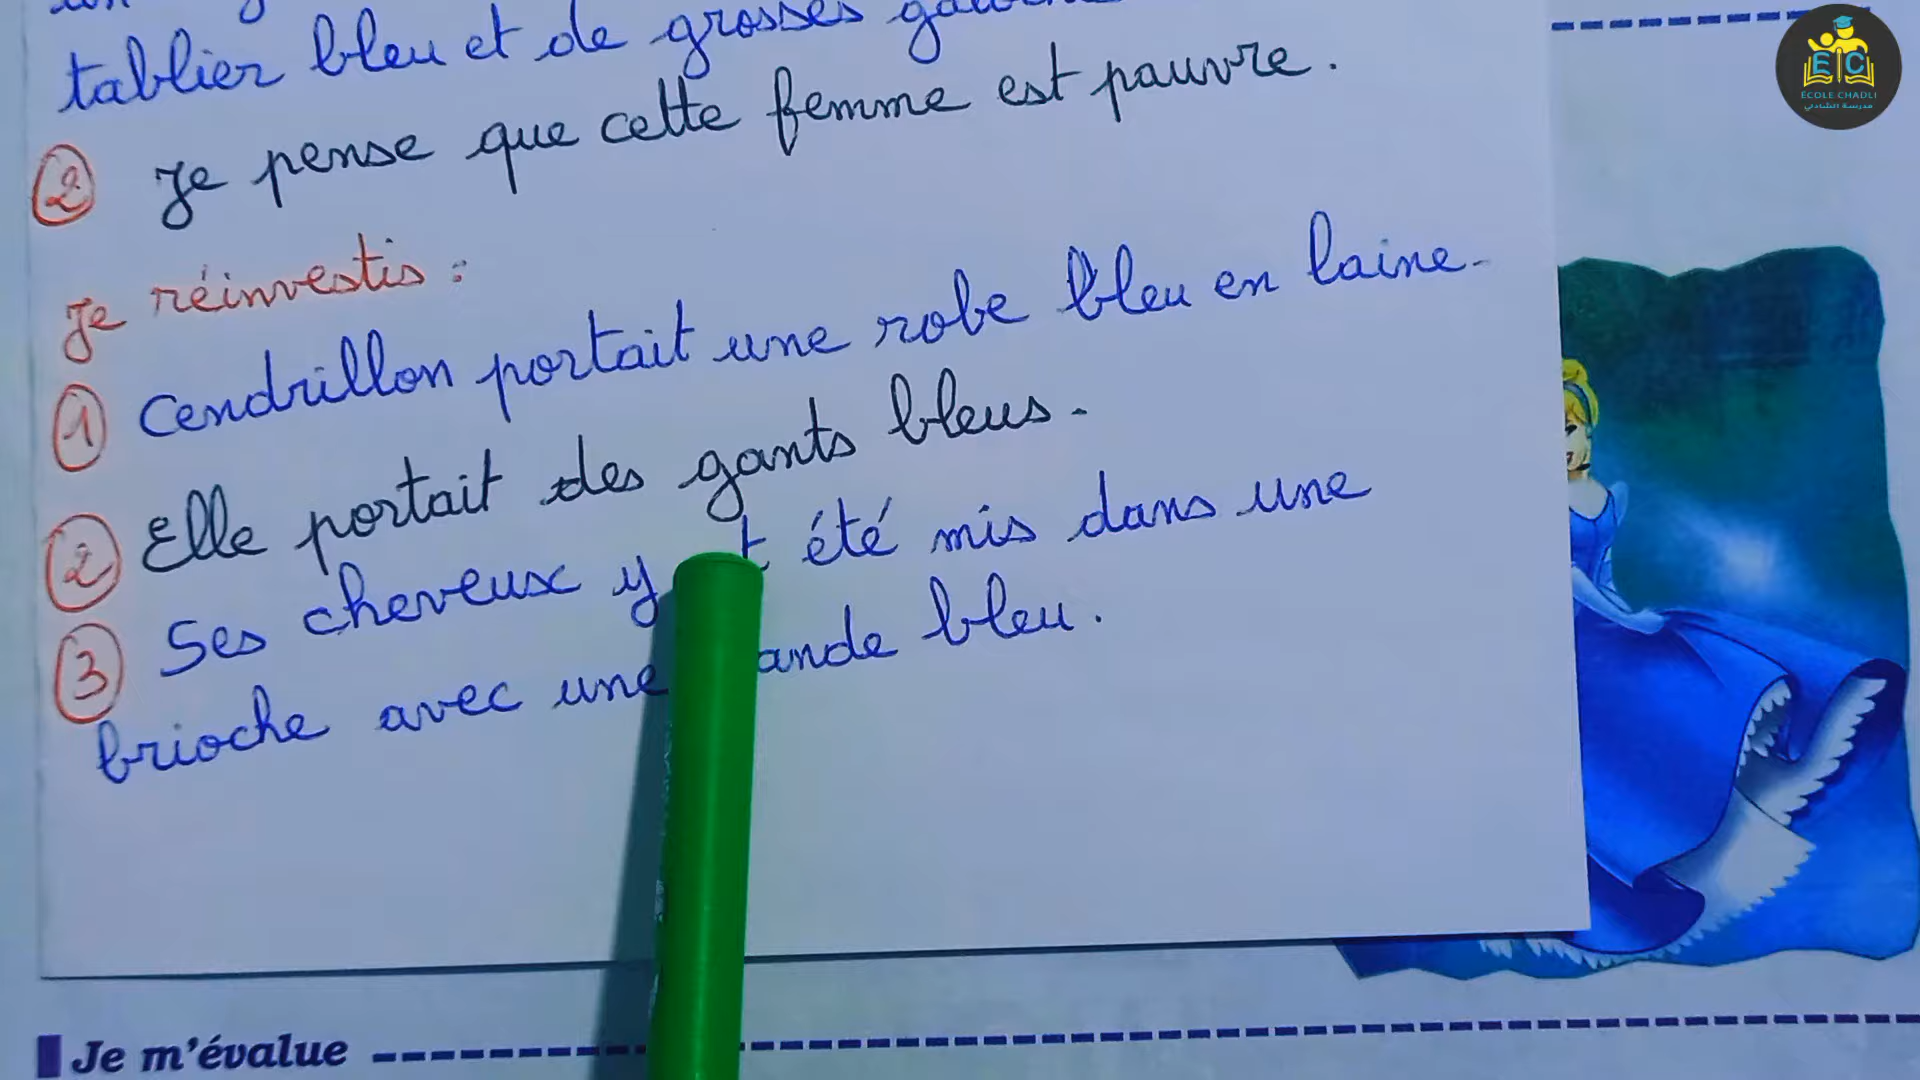 tablier bleu et de grosses
② Je pense que cette femme est pauvre.
Je réinvestis :
① Cendrillon portait une robe bleu en laine.
② Elle portait des gants bleus.
③ Ses cheveux y t été mis dans une
brioche avec une ande bleu.
Je m'évalue
E C
ÉCOLE CHADLI
مدرسة الشادلي